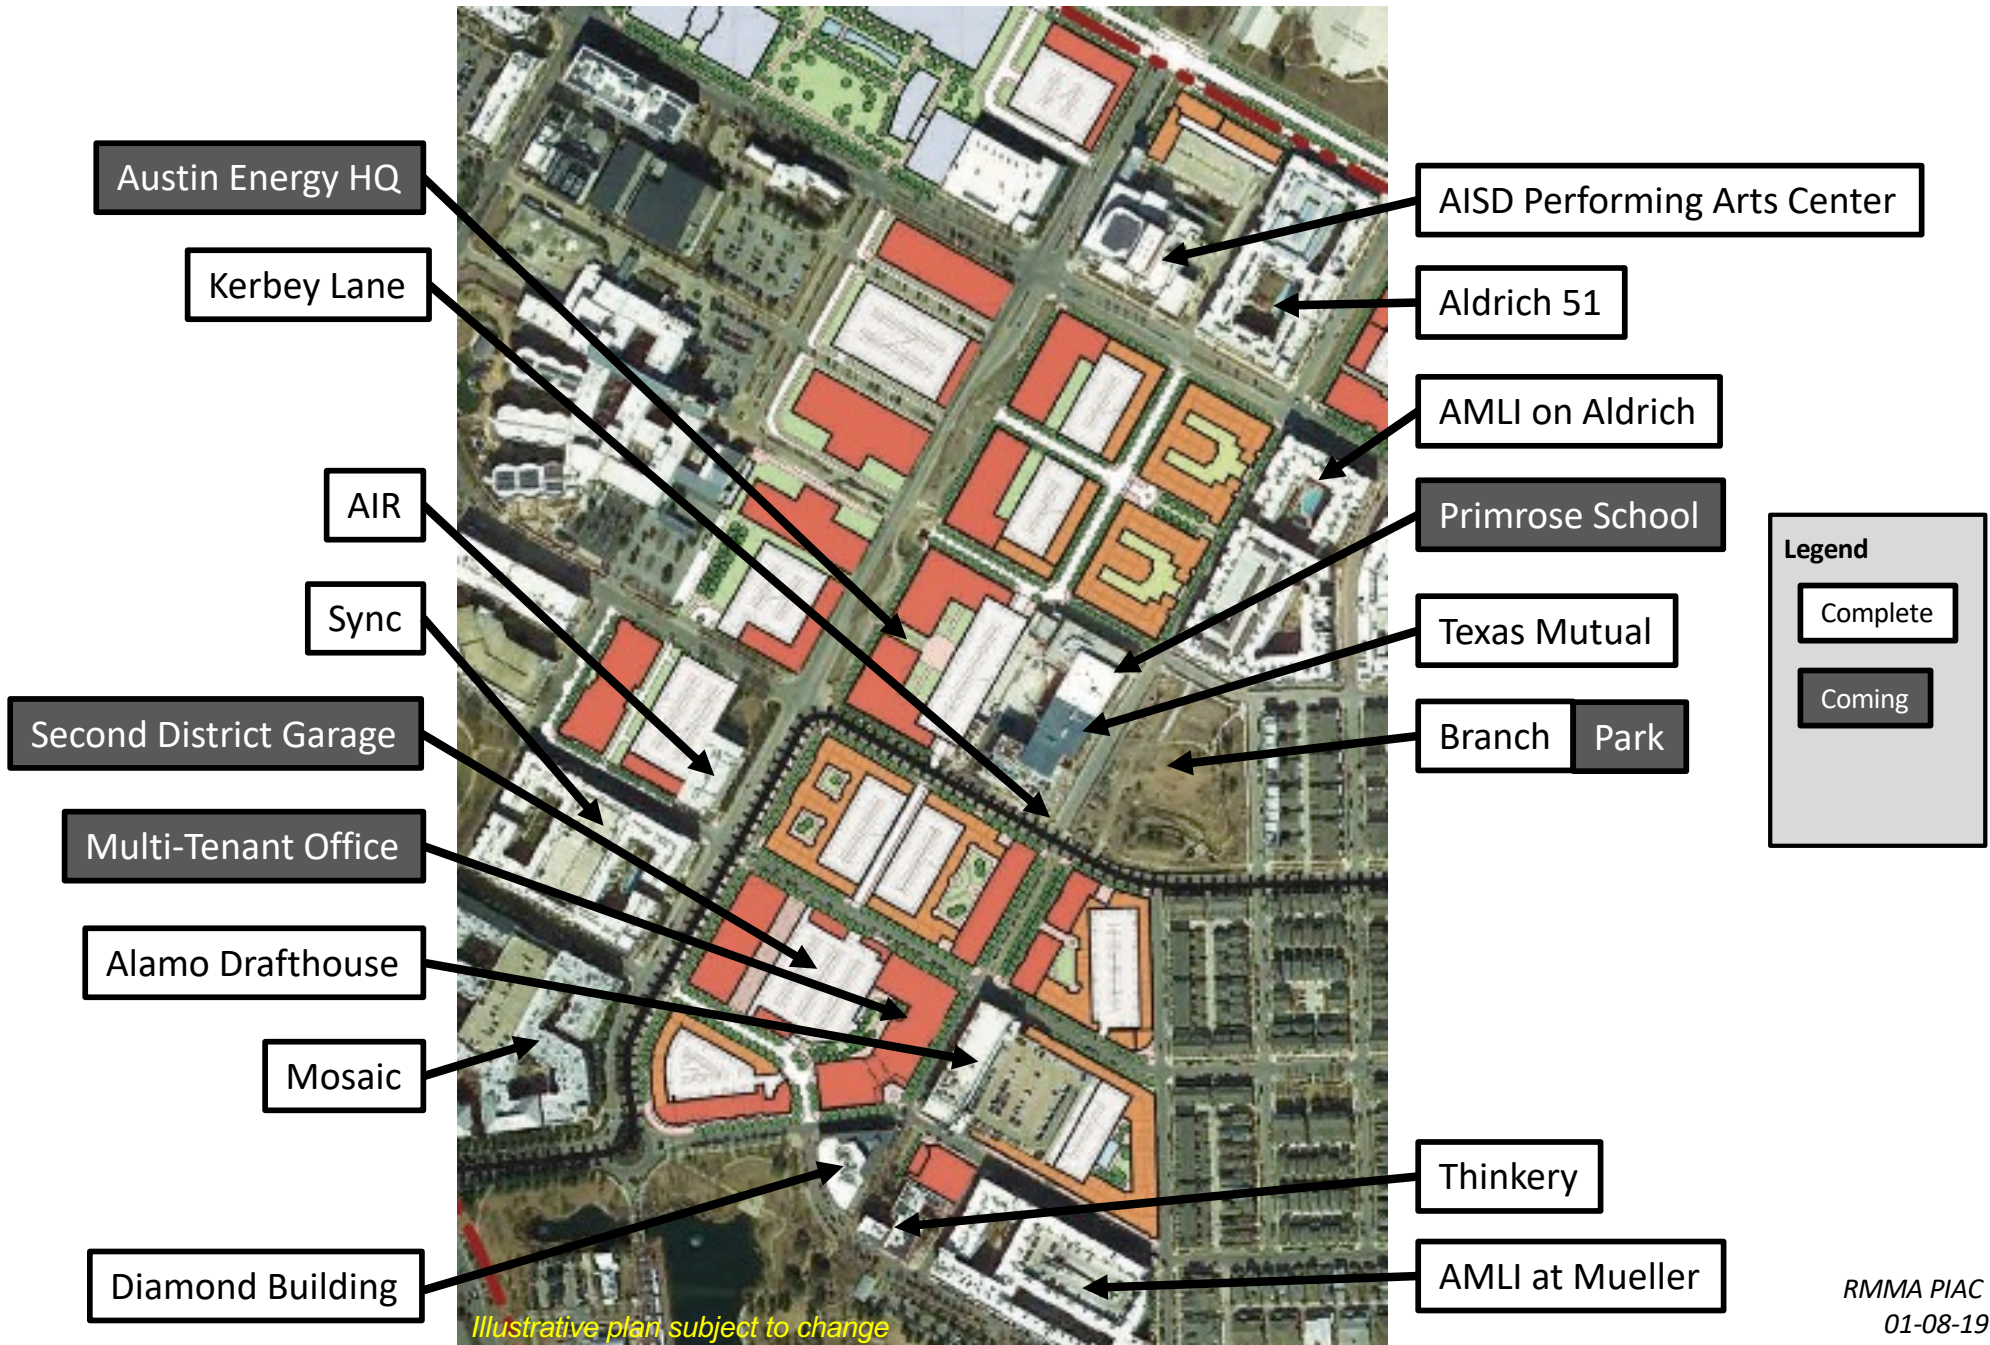 Austin Energy HQ
Kerbey Lane
AIR
Sync
Second District Garage
Multi-Tenant Office
Alamo Drafthouse
Mosaic
Diamond Building
AISD Performing Arts Center
Aldrich 51
AMLI on Aldrich
Primrose School
Texas Mutual
Branch Park
Thinkery
AMLI at Mueller
Legend
Complete
Coming
Illustrative plan subject to change
RMMA PIAC
01-08-19